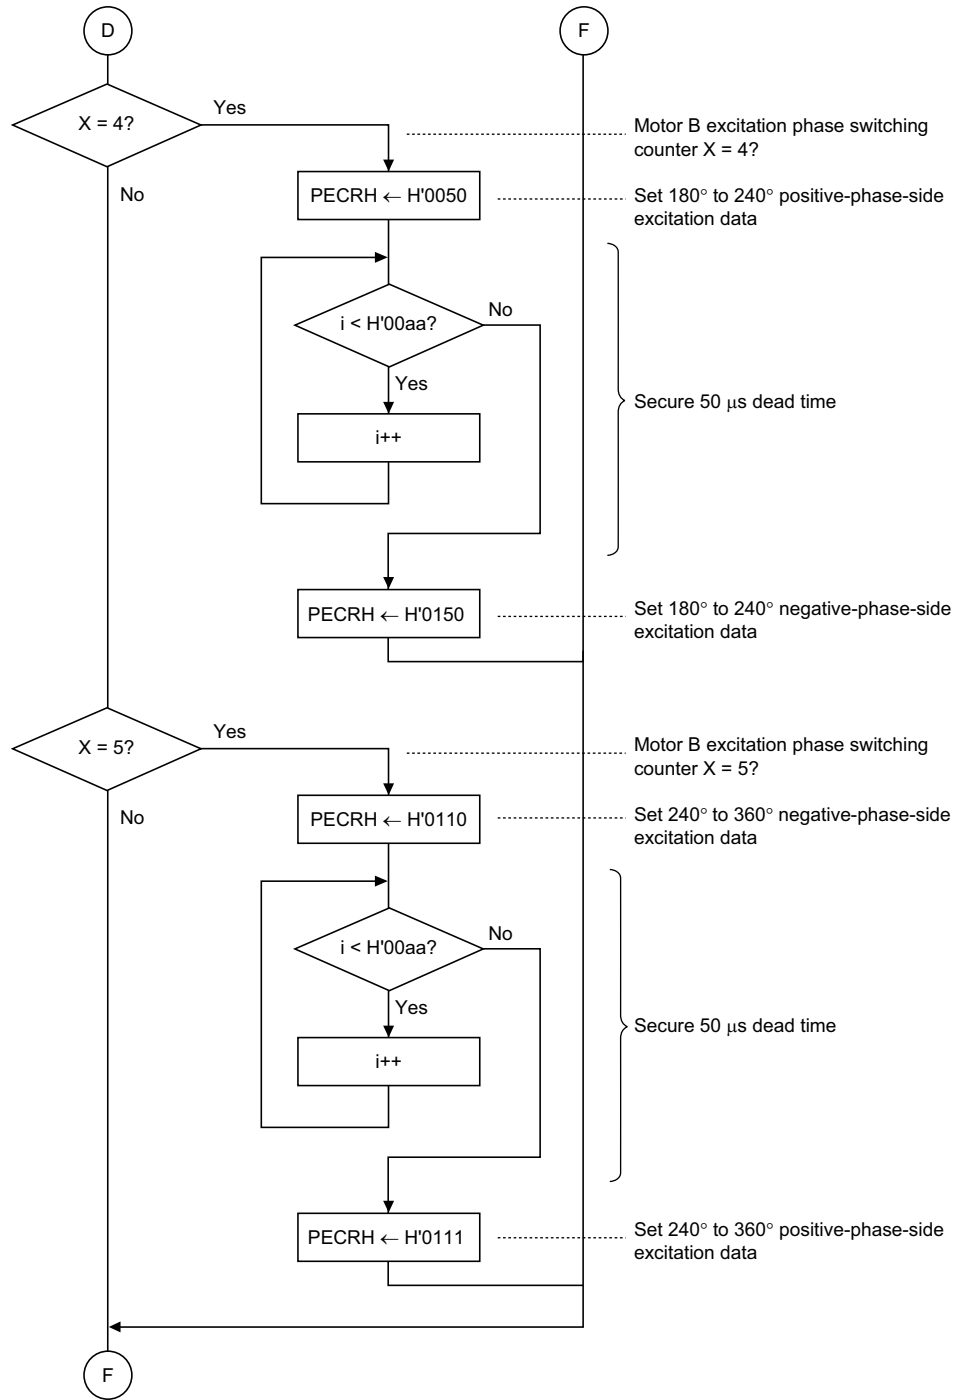 D
F
X = 4?
Yes
No
Motor B excitation phase switching
counter X = 4?
PECRH ← H'0050
Set 180° to 240° positive-phase-side
excitation data
i < H'00aa?
No
Yes
i++
Secure 50 μs dead time
PECRH ← H'0150
Set 180° to 240° negative-phase-side
excitation data
X = 5?
Yes
No
Motor B excitation phase switching
counter X = 5?
PECRH ← H'0110
Set 240° to 360° negative-phase-side
excitation data
i < H'00aa?
No
Yes
i++
Secure 50 μs dead time
PECRH ← H'0111
Set 240° to 360° positive-phase-side
excitation data
F